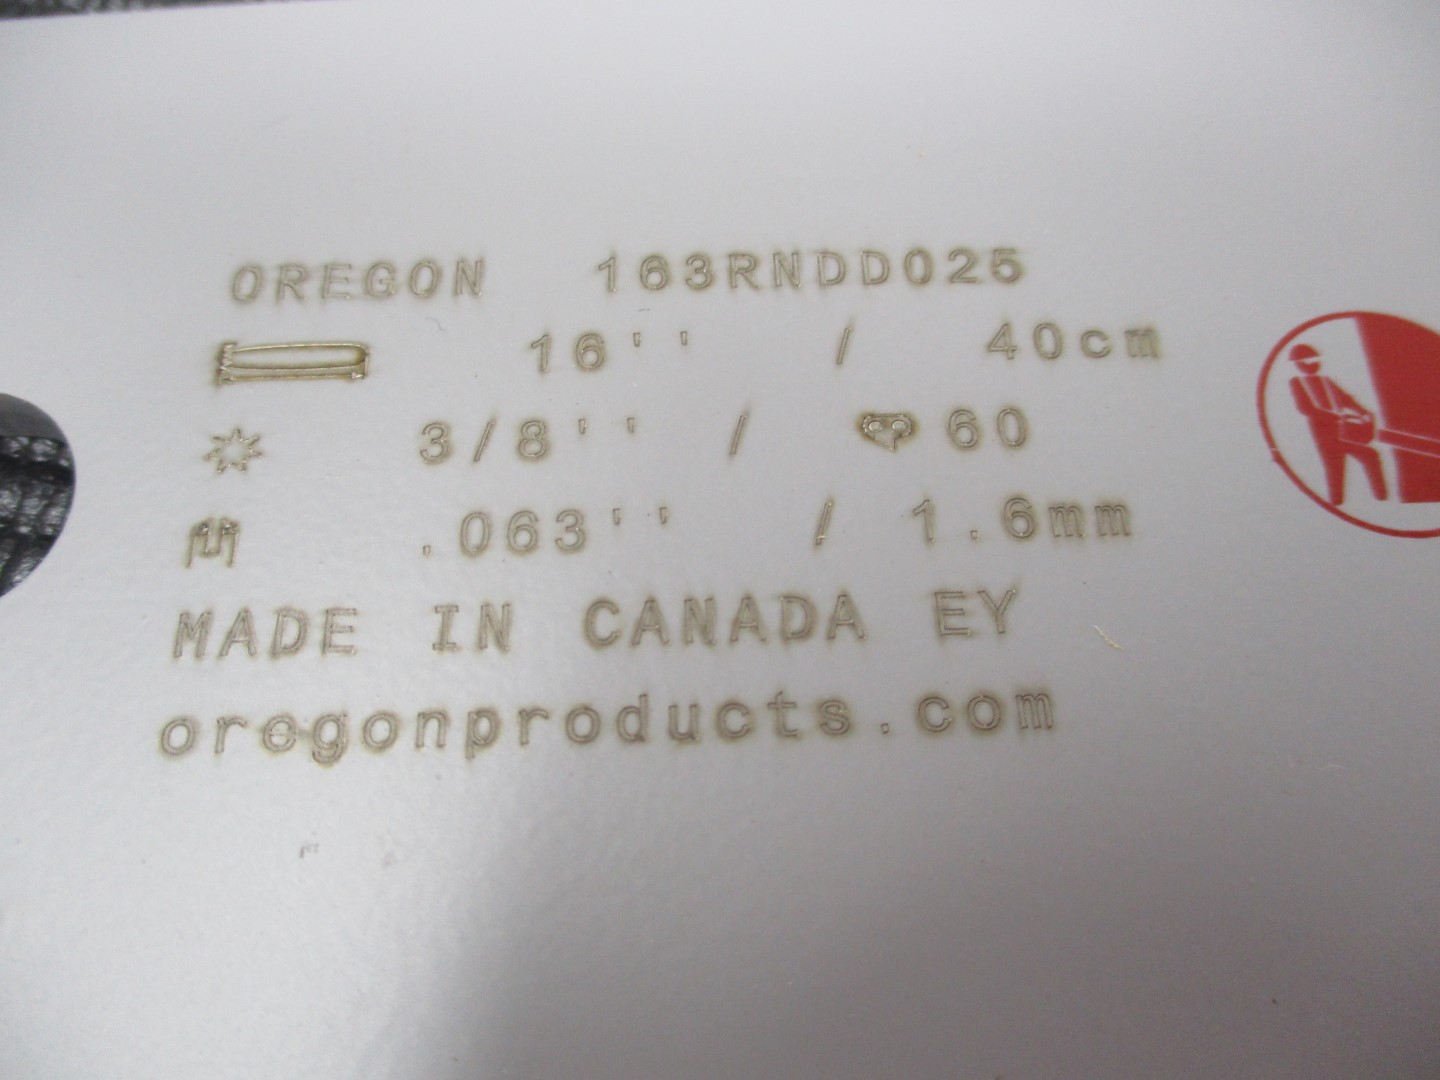 OREGON 163RNDD025
16'' / 40cm
3/8'' / 60
.063'' / 1.6mm
MADE IN CANADA EY
oregonproducts.com